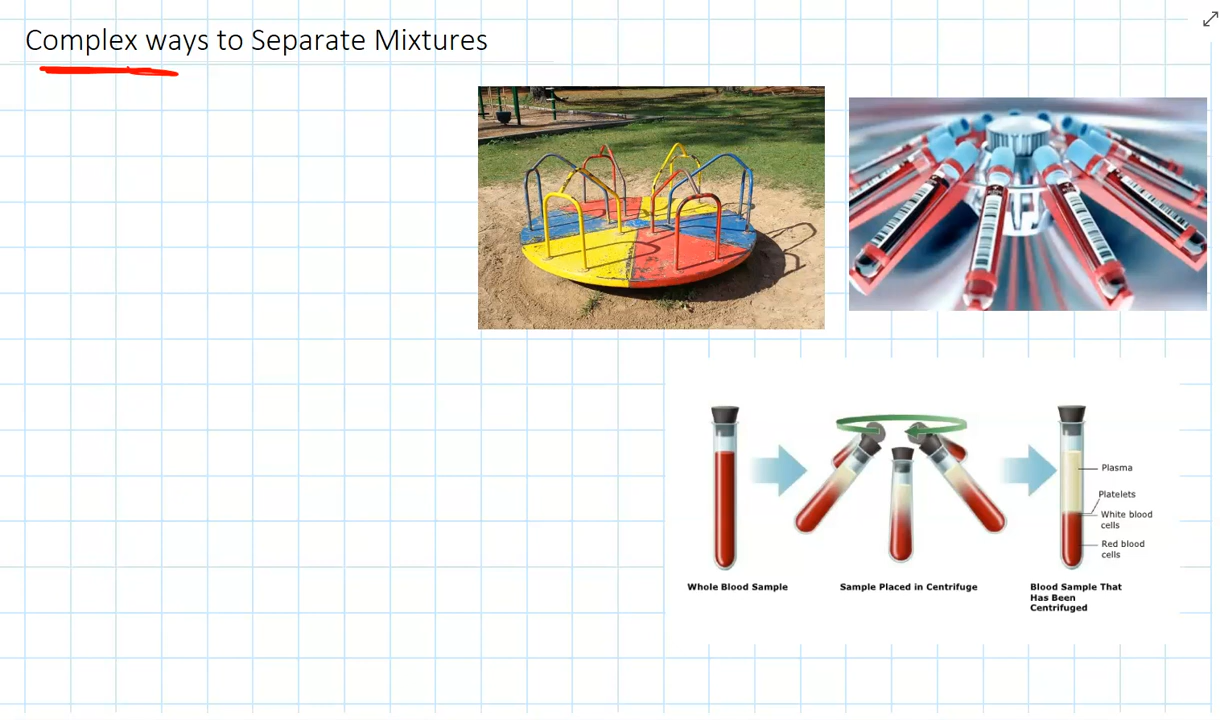 Complex ways to Separate Mixtures
Plasma
Platelets
White blood
cells
Red blood
cells
Whole Blood Sample
Sample Placed in Centrifuge
Blood Sample That
Has Been
Centrifuged